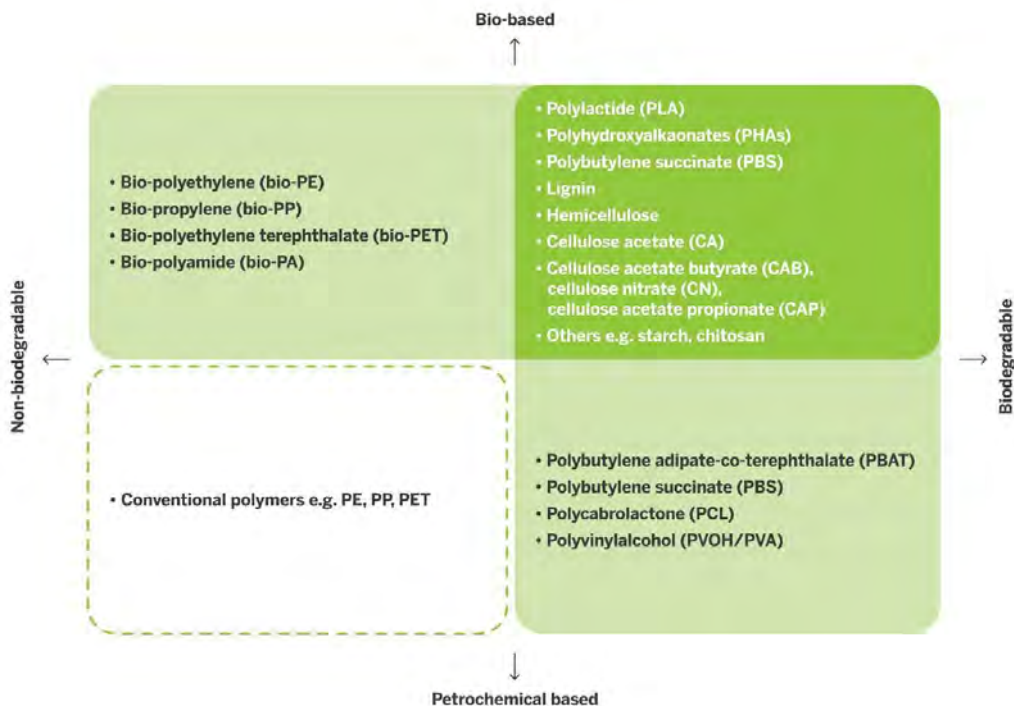 Bio-based
• Bio-polyethylene (bio-PE)
• Bio-propylene (bio-PP)
• Bio-polyethylene terephthalate (bio-PET)
• Bio-polyamide (bio-PA)
• Polylactide (PLA)
• Polyhydroxyalkaonates (PHAs)
• Polybutylene succinate (PBS)
• Lignin
• Hemicellulose
• Cellulose acetate (CA)
• Cellulose acetate butyrate (CAB),
cellulose nitrate (CN),
cellulose acetate propionate (CAP)
• Others e.g. starch, chitosan
Non-biodegradable
Biodegradable
• Conventional polymers e.g. PE, PP, PET
• Polybutylene adipate-co-terephthalate (PBAT)
• Polybutylene succinate (PBS)
• Polycabrolactone (PCL)
• Polyvinylalcohol (PVOH/PVA)
Petrochemical based